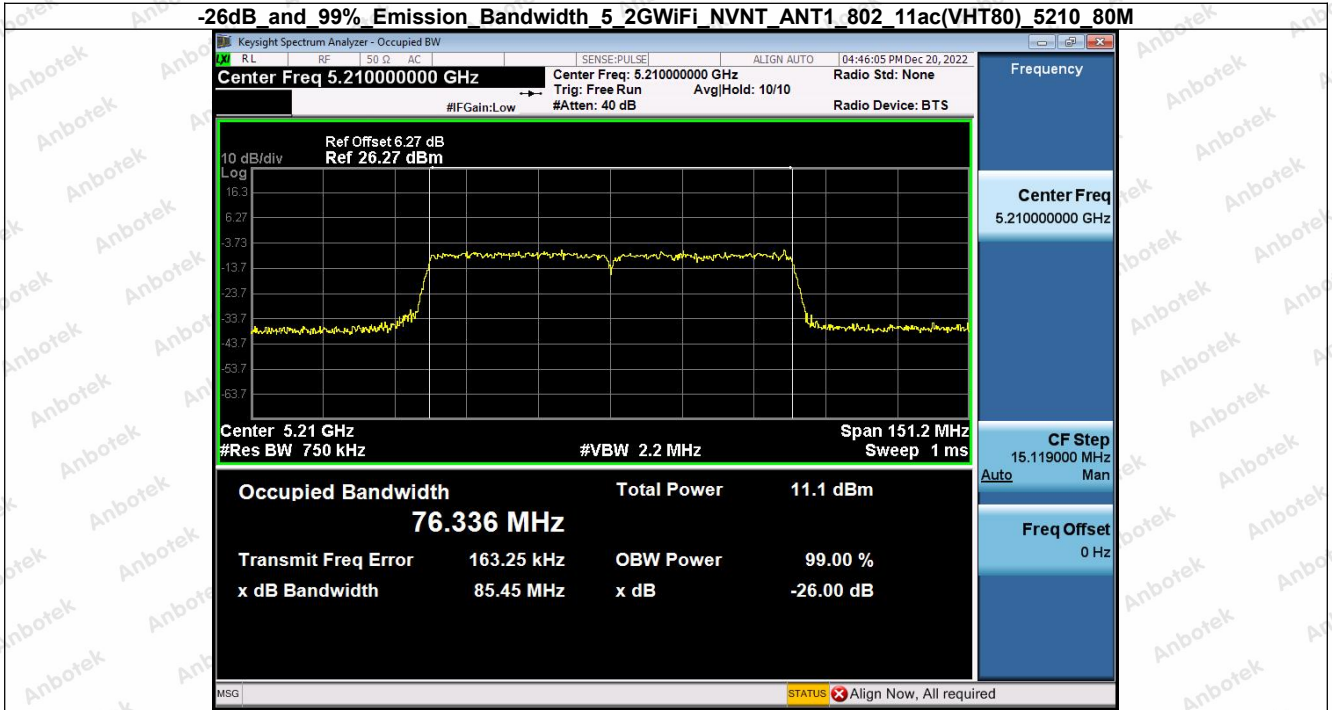 -26dB_and_99%_Emission_Bandwidth_5_2GWiFi_NVNT_ANT1_802_11ac(VHT80)_5210_80M
Keysight Spectrum Analyzer - Occupied BW
LXI RL RF 50 Ω AC SENSE:PULSE ALIGN AUTO 04:46:05 PM Dec 20, 2022
Center Freq 5.210000000 GHz
Center Freq: 5.210000000 GHz
Radio Std: None
Trig: Free Run Avg|Hold: 10/10
#IFGain:Low
#Atten: 40 dB
Radio Device: BTS
Frequency
Ref Offset 6.27 dB
10 dB/div Ref 26.27 dBm
Log
16.3
6.27
-3.73
-13.7
-23.7
-33.7
-43.7
-53.7
-63.7
Center Freq
5.210000000 GHz
Center 5.21 GHz Span 151.2 MHz
#Res BW 750 kHz #VBW 2.2 MHz Sweep 1 ms
CF Step
15.119000 MHz
Auto Man
Freq Offset
0 Hz
Occupied Bandwidth Total Power 11.1 dBm
76.336 MHz
Transmit Freq Error 163.25 kHz OBW Power 99.00 %
x dB Bandwidth 85.45 MHz x dB -26.00 dB
MSG STATUS Align Now, All required
Anbotek